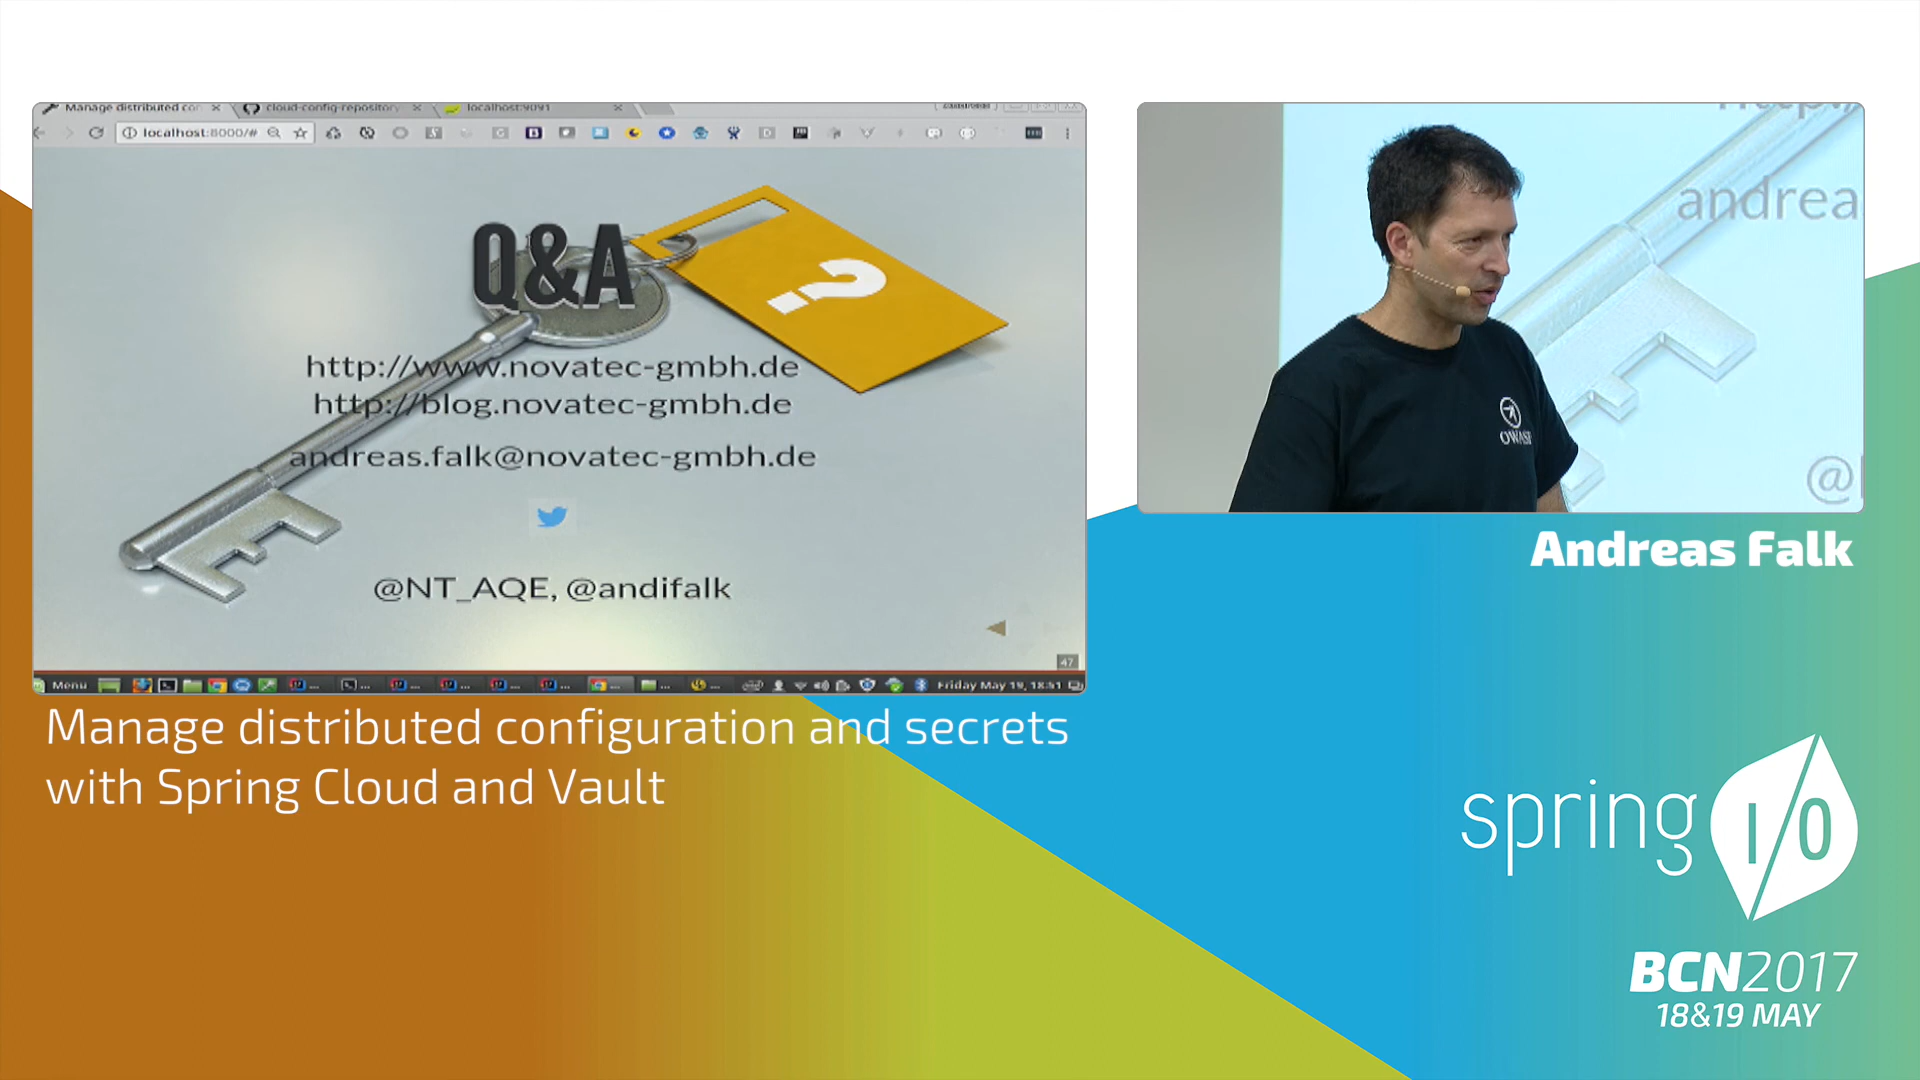 Manage distributed con
cloud-config-repository
localhost:9091
localhost:8000/#
Q&A
?
http://www.novatec-gmbh.de
http://blog.novatec-gmbh.de
andreas.falk@novatec-gmbh.de
@NT_AQE, @andifalk
47
Menu
Friday May 19, 18:51
andrea
@
OWASP
Andreas Falk
Manage distributed configuration and secrets
with Spring Cloud and Vault
spring I/O
BCN2017
18&19 MAY